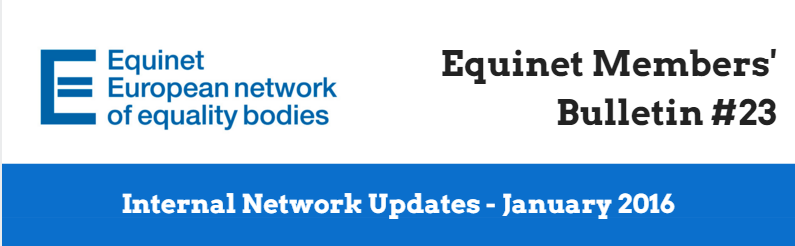 Equinet
European network
of equality bodies
Equinet Members'
Bulletin #23
Internal Network Updates - January 2016